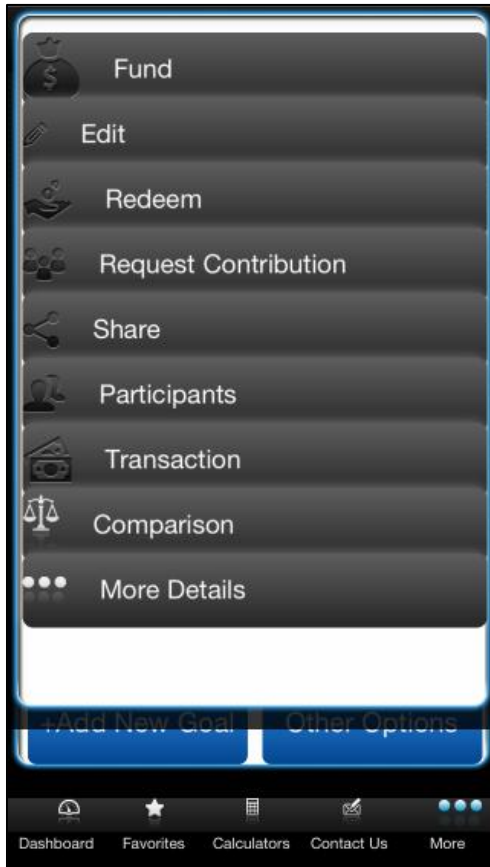 Fund
Edit
Redeem
Request Contribution
Share
Participants
Transaction
Comparison
More Details
+Add New Goal
Other Options
Dashboard
Favorites
Calculators
Contact Us
More